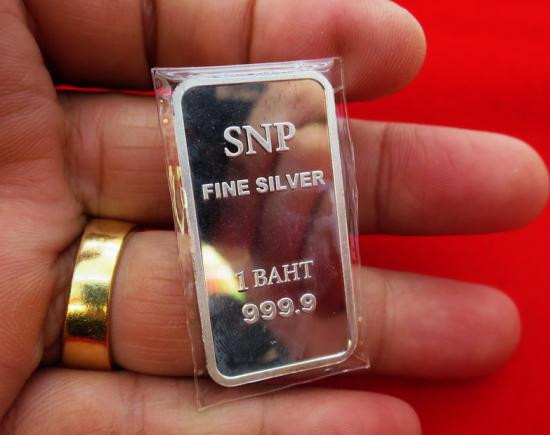 SNP
FINE SILVER
1 BAHT
999.9